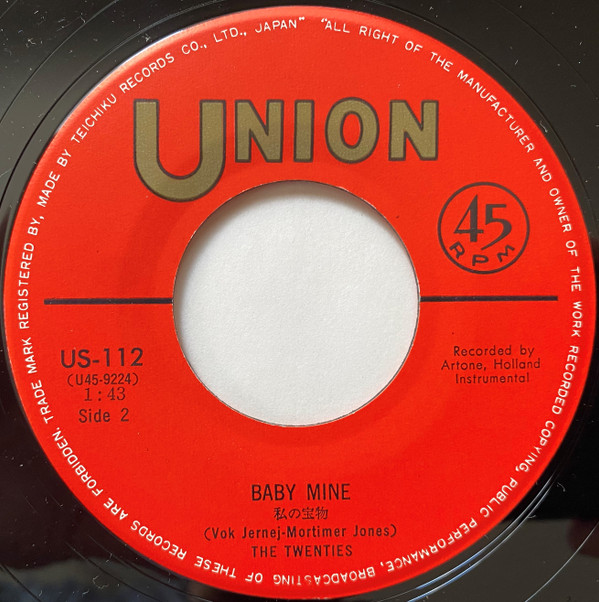 UNION
45
RPM
US-112
(U45-9224)
1:43
Side 2
Recorded by
Artone, Holland
Instrumental
BABY MINE
私の宝物
(Vok Jernej-Mortimer Jones)
THE TWENTIES
TRADE MARK REGISTERED BY, MADE BY TEICHIKU RECORDS CO., LTD., JAPAN" "ALL RIGHT OF THE MANUFACTURER AND OWNER OF THE WORK RECORDED COPYING, PUBLIC PERFORMANCE, BROADCASTING OF THESE RECORDS ARE FORBIDDEN,